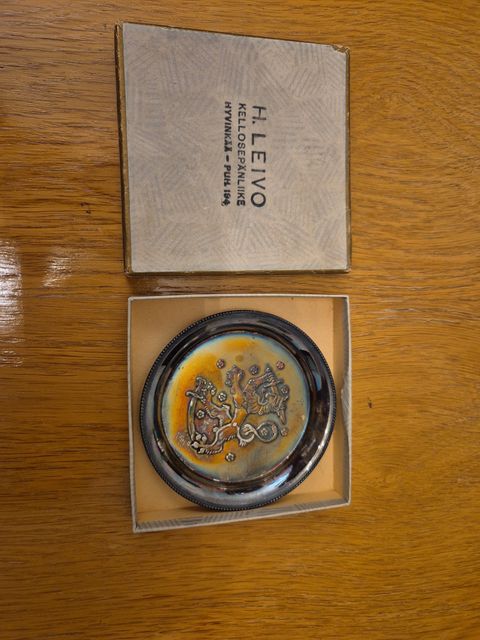 H. LEIVO
KELLOSEPÄNLIIKE
HYVINKÄÄ - PUH. 194